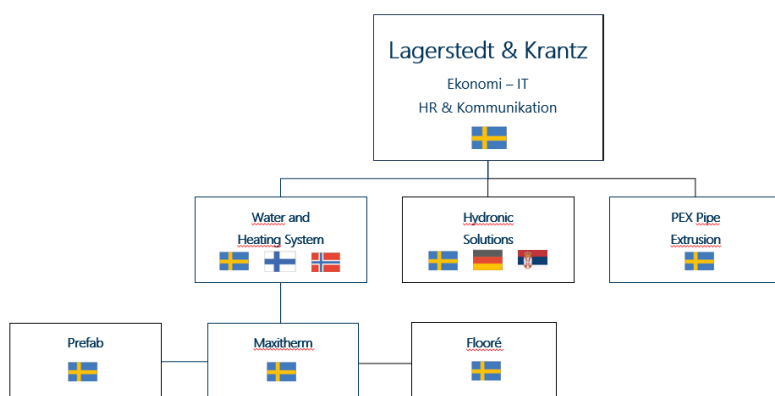 Lagerstedt & Krantz
Ekonomi – IT
HR & Kommunikation
Water and
Heating System
Hydronic
Solutions
PEX Pipe
Extrusion
Prefab
Maxitherm
Flooré